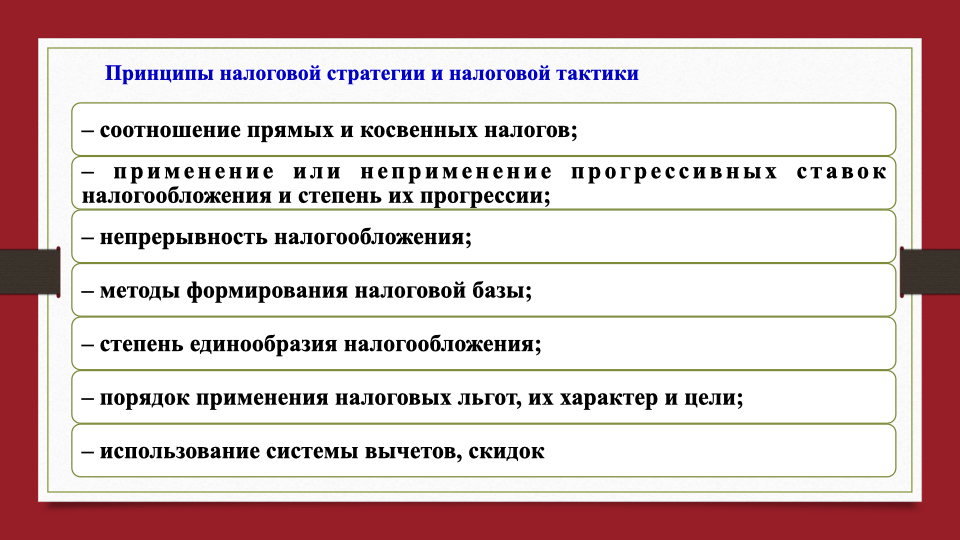 Принципы налоговой стратегии и налоговой тактики
– соотношение прямых и косвенных налогов;
– применение или неприменение прогрессивных ставок
налогообложения и степень их прогрессии;
– непрерывность налогообложения;
– методы формирования налоговой базы;
– степень единообразия налогообложения;
– порядок применения налоговых льгот, их характер и цели;
– использование системы вычетов, скидок